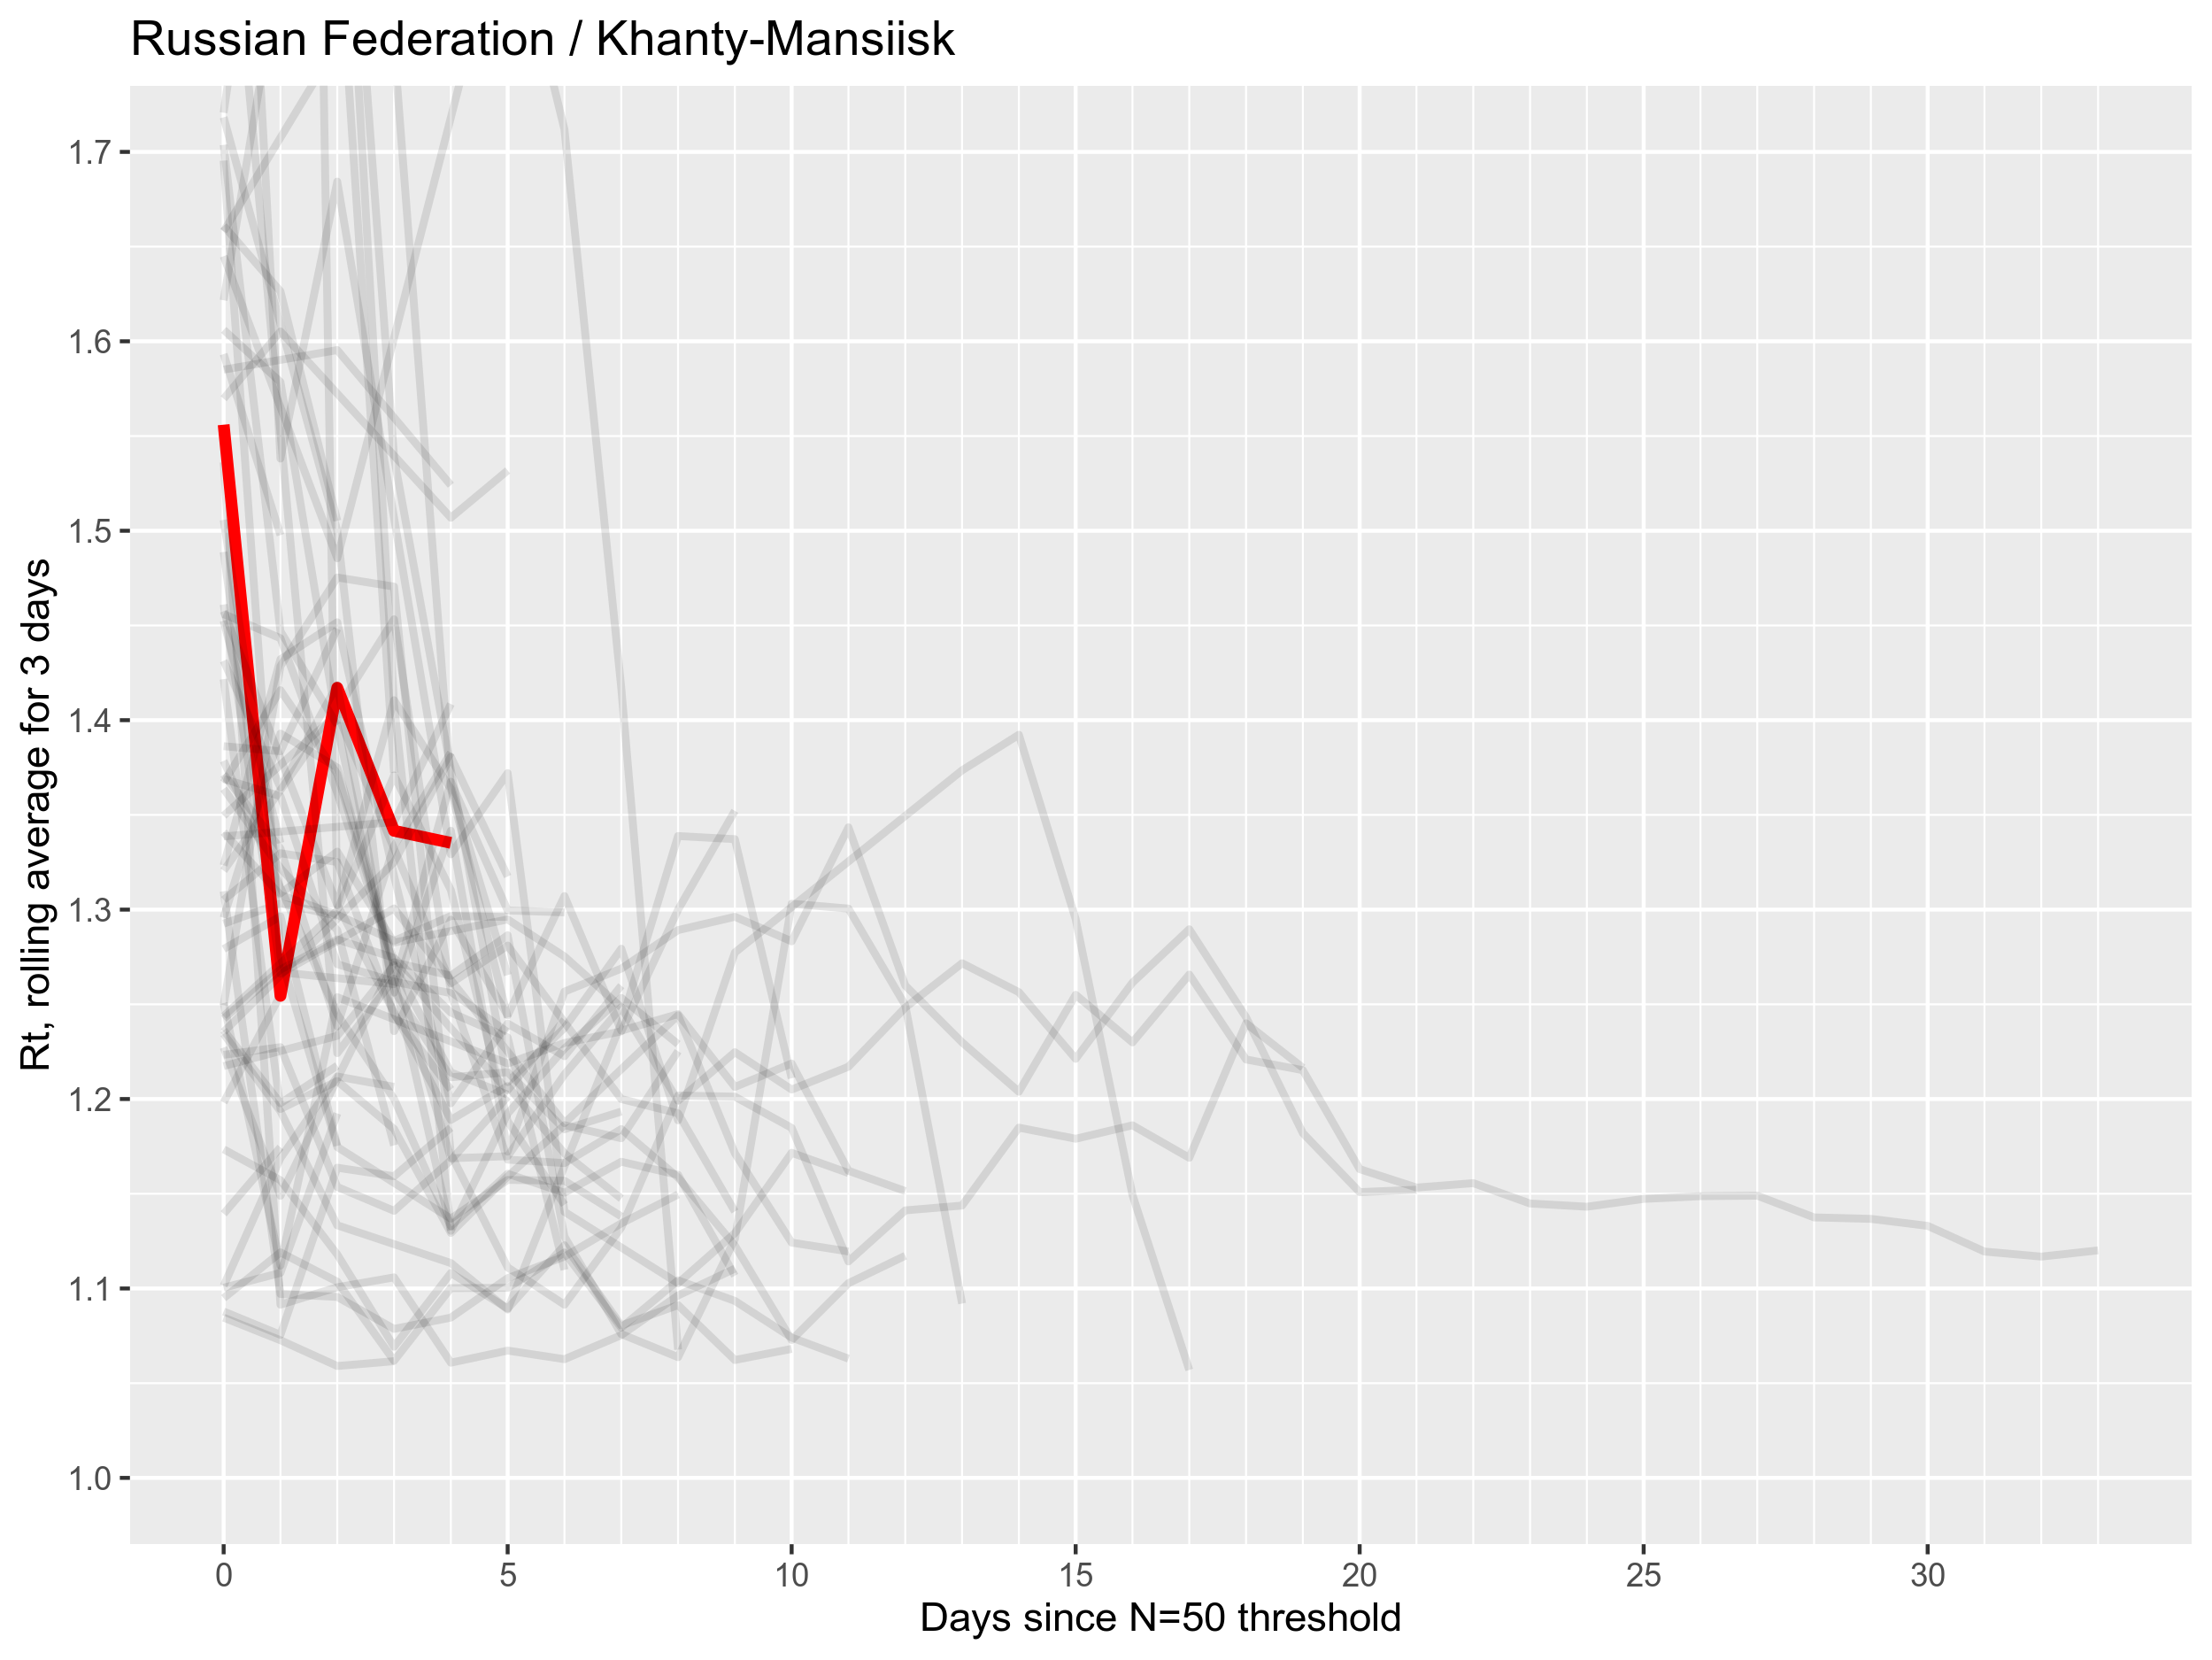 Russian Federation / Khanty-Mansiisk
Rt, rolling average for 3 days
1.7
1.6
1.5
1.4
1.3
1.2
1.1
1.0
0 5 10 15 20 25 30
Days since N=50 threshold